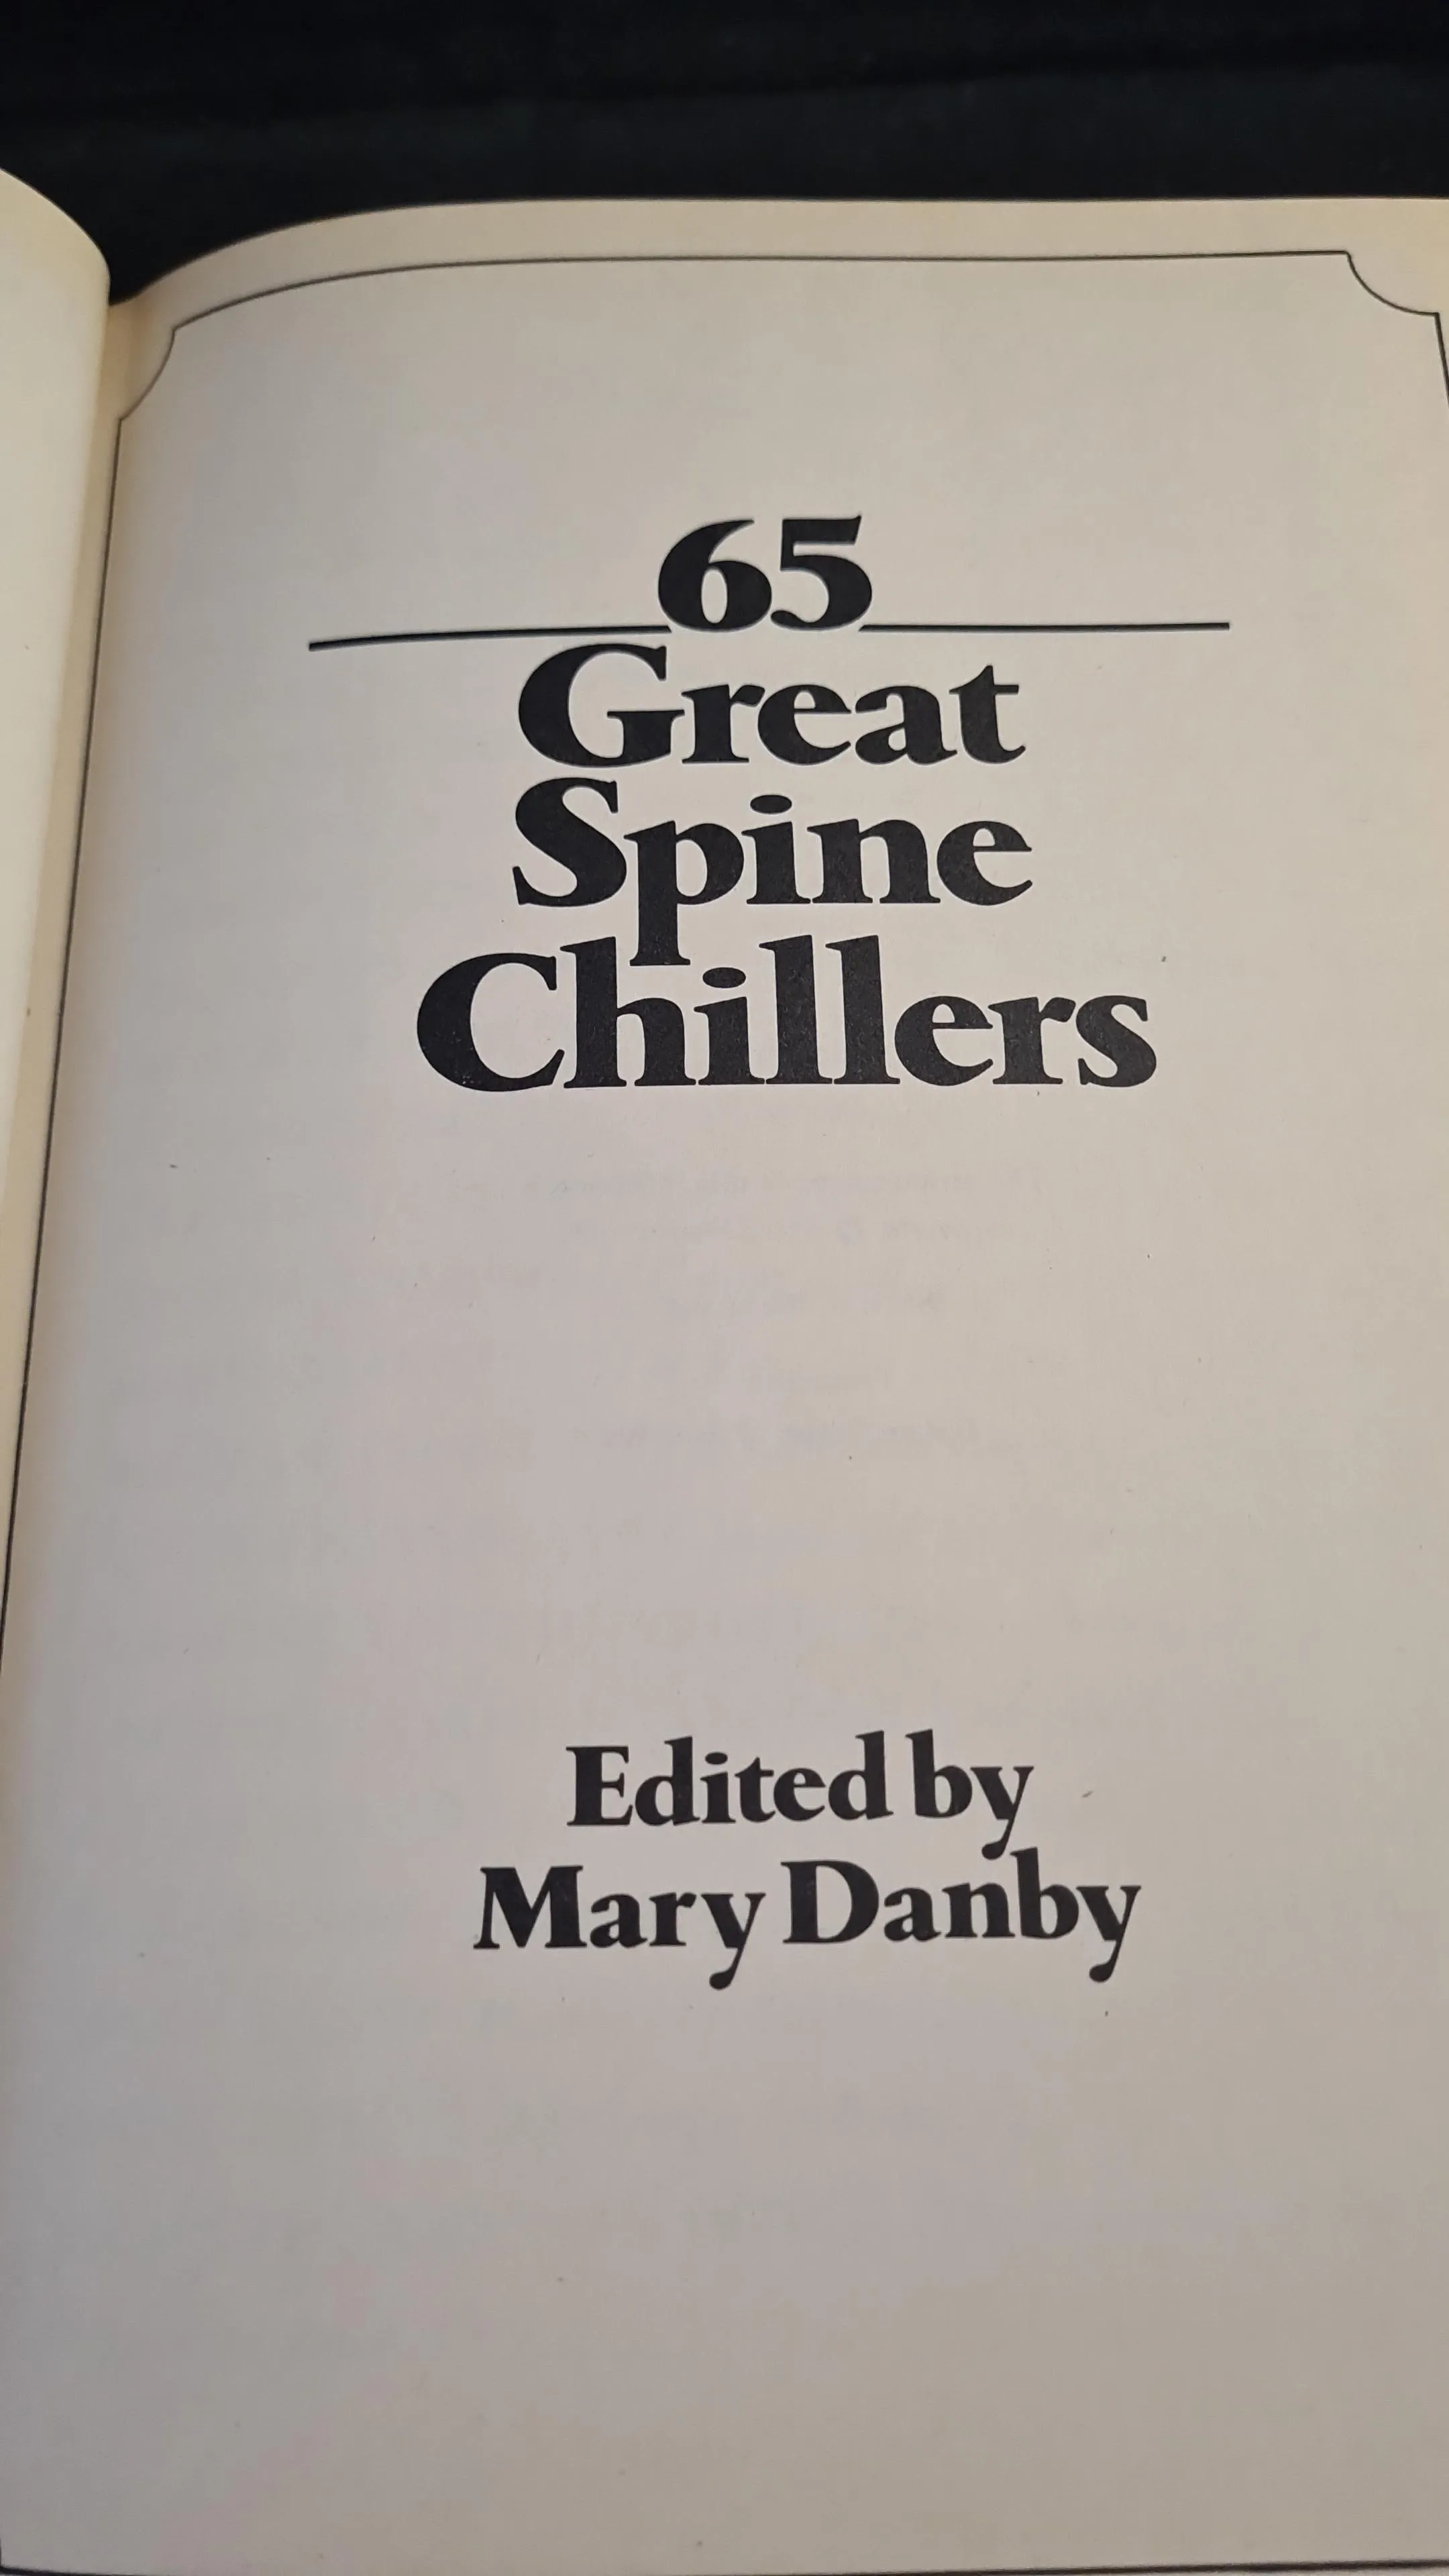 65
Great
Spine
Chillers
Edited by
Mary Danby